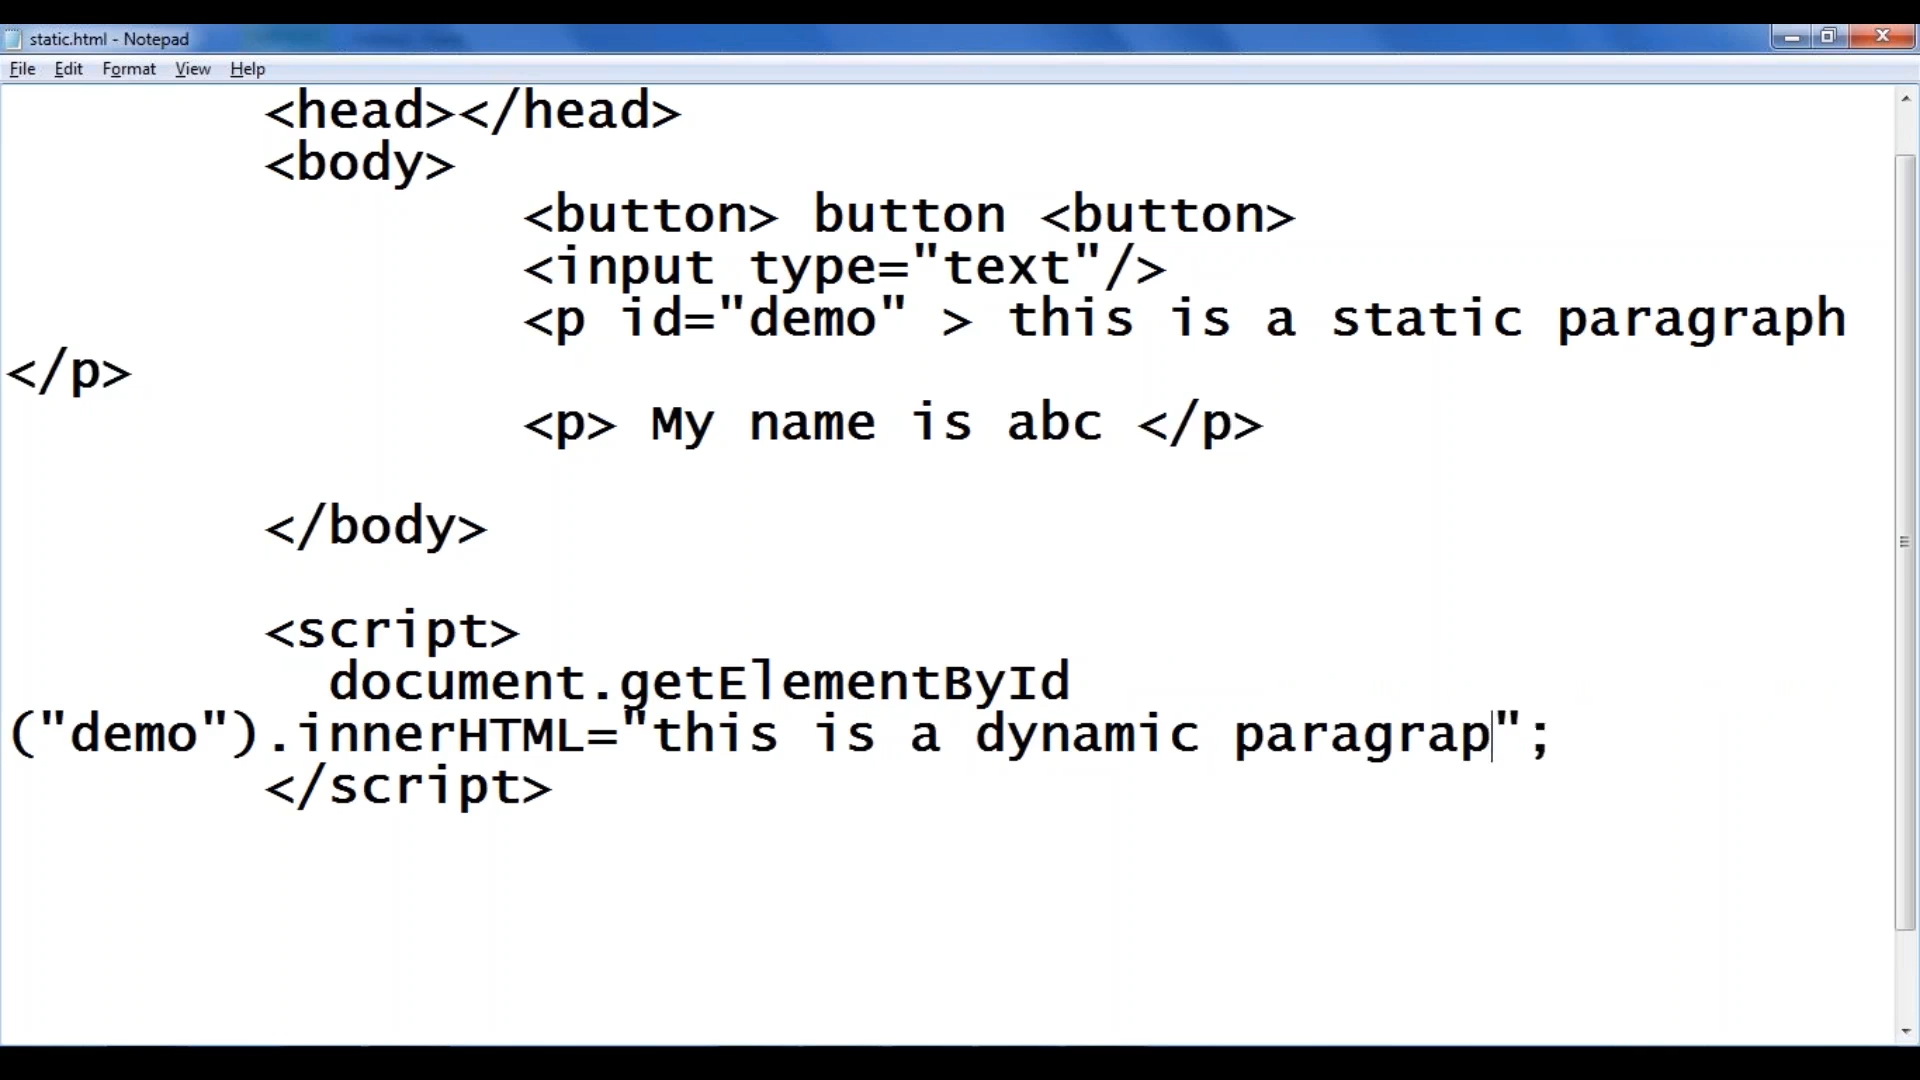 static.html - Notepad
File Edit Format View Help
<head></head>
<body>
<button> button <button>
<input type="text"/>
<p id="demo" > this is a static paragraph
</p>
<p> My name is abc </p>
</body>
<script>
document.getElementById
("demo").innerHTML="this is a dynamic paragrap";
</script>